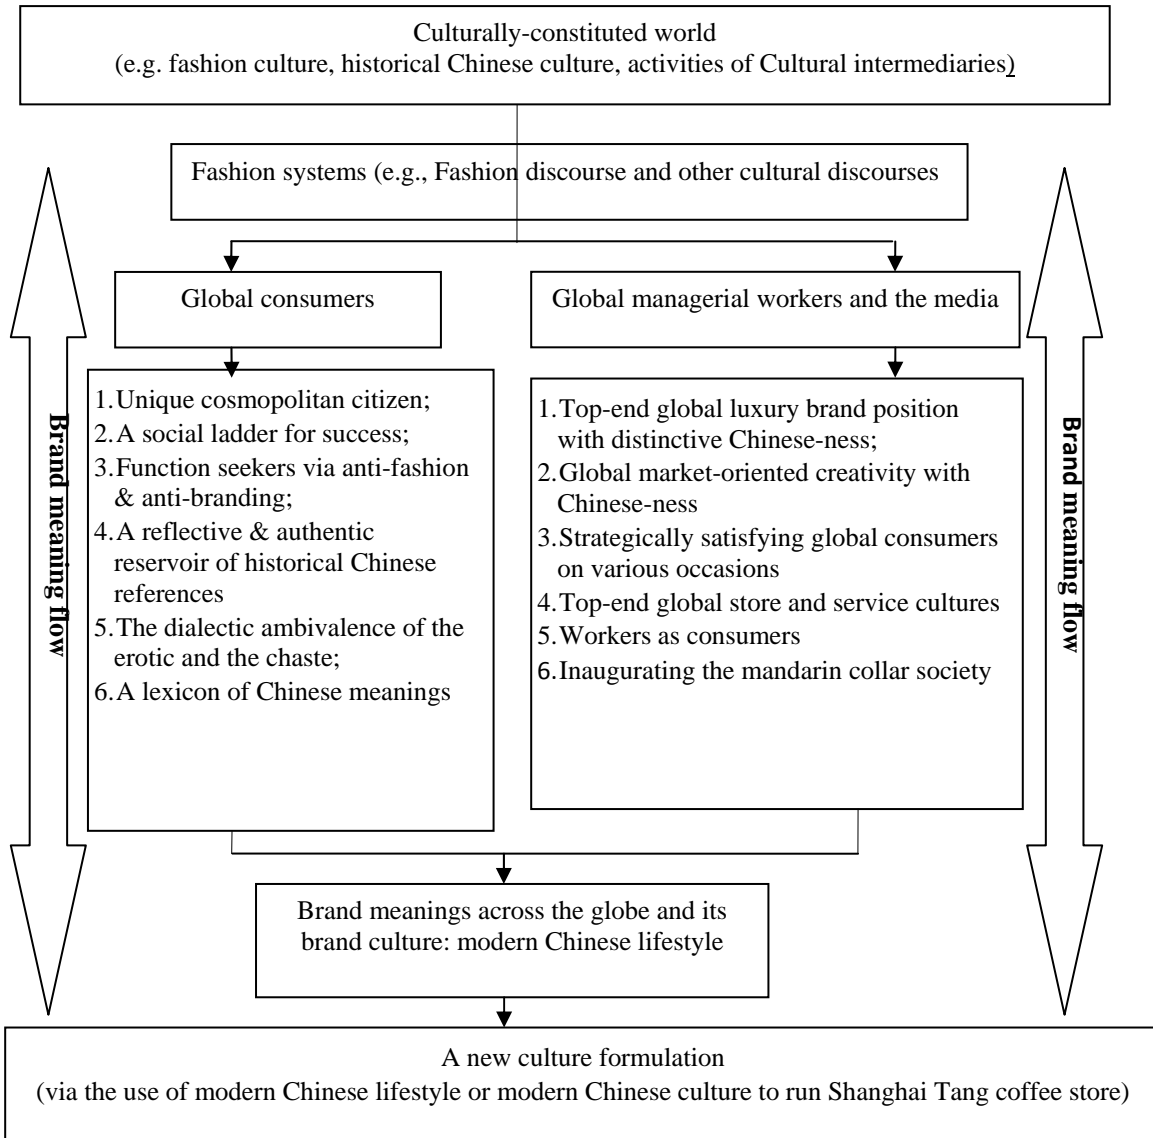 Culturally-constituted world
(e.g. fashion culture, historical Chinese culture, activities of Cultural intermediaries)
Fashion systems (e.g., Fashion discourse and other cultural discourses
Global consumers
Global managerial workers and the media
Brand meaning flow
1.Unique cosmopolitan citizen;
2.A social ladder for success;
3.Function seekers via anti-fashion
& anti-branding;
4.A reflective & authentic
reservoir of historical Chinese
references
5.The dialectic ambivalence of the
erotic and the chaste;
6.A lexicon of Chinese meanings
1.Top-end global luxury brand position
with distinctive Chinese-ness;
2.Global market-oriented creativity with
Chinese-ness
3.Strategically satisfying global consumers
on various occasions
4.Top-end global store and service cultures
5.Workers as consumers
6.Inaugurating the mandarin collar society
Brand meaning flow
Brand meanings across the globe and its
brand culture: modern Chinese lifestyle
A new culture formulation
(via the use of modern Chinese lifestyle or modern Chinese culture to run Shanghai Tang coffee store)